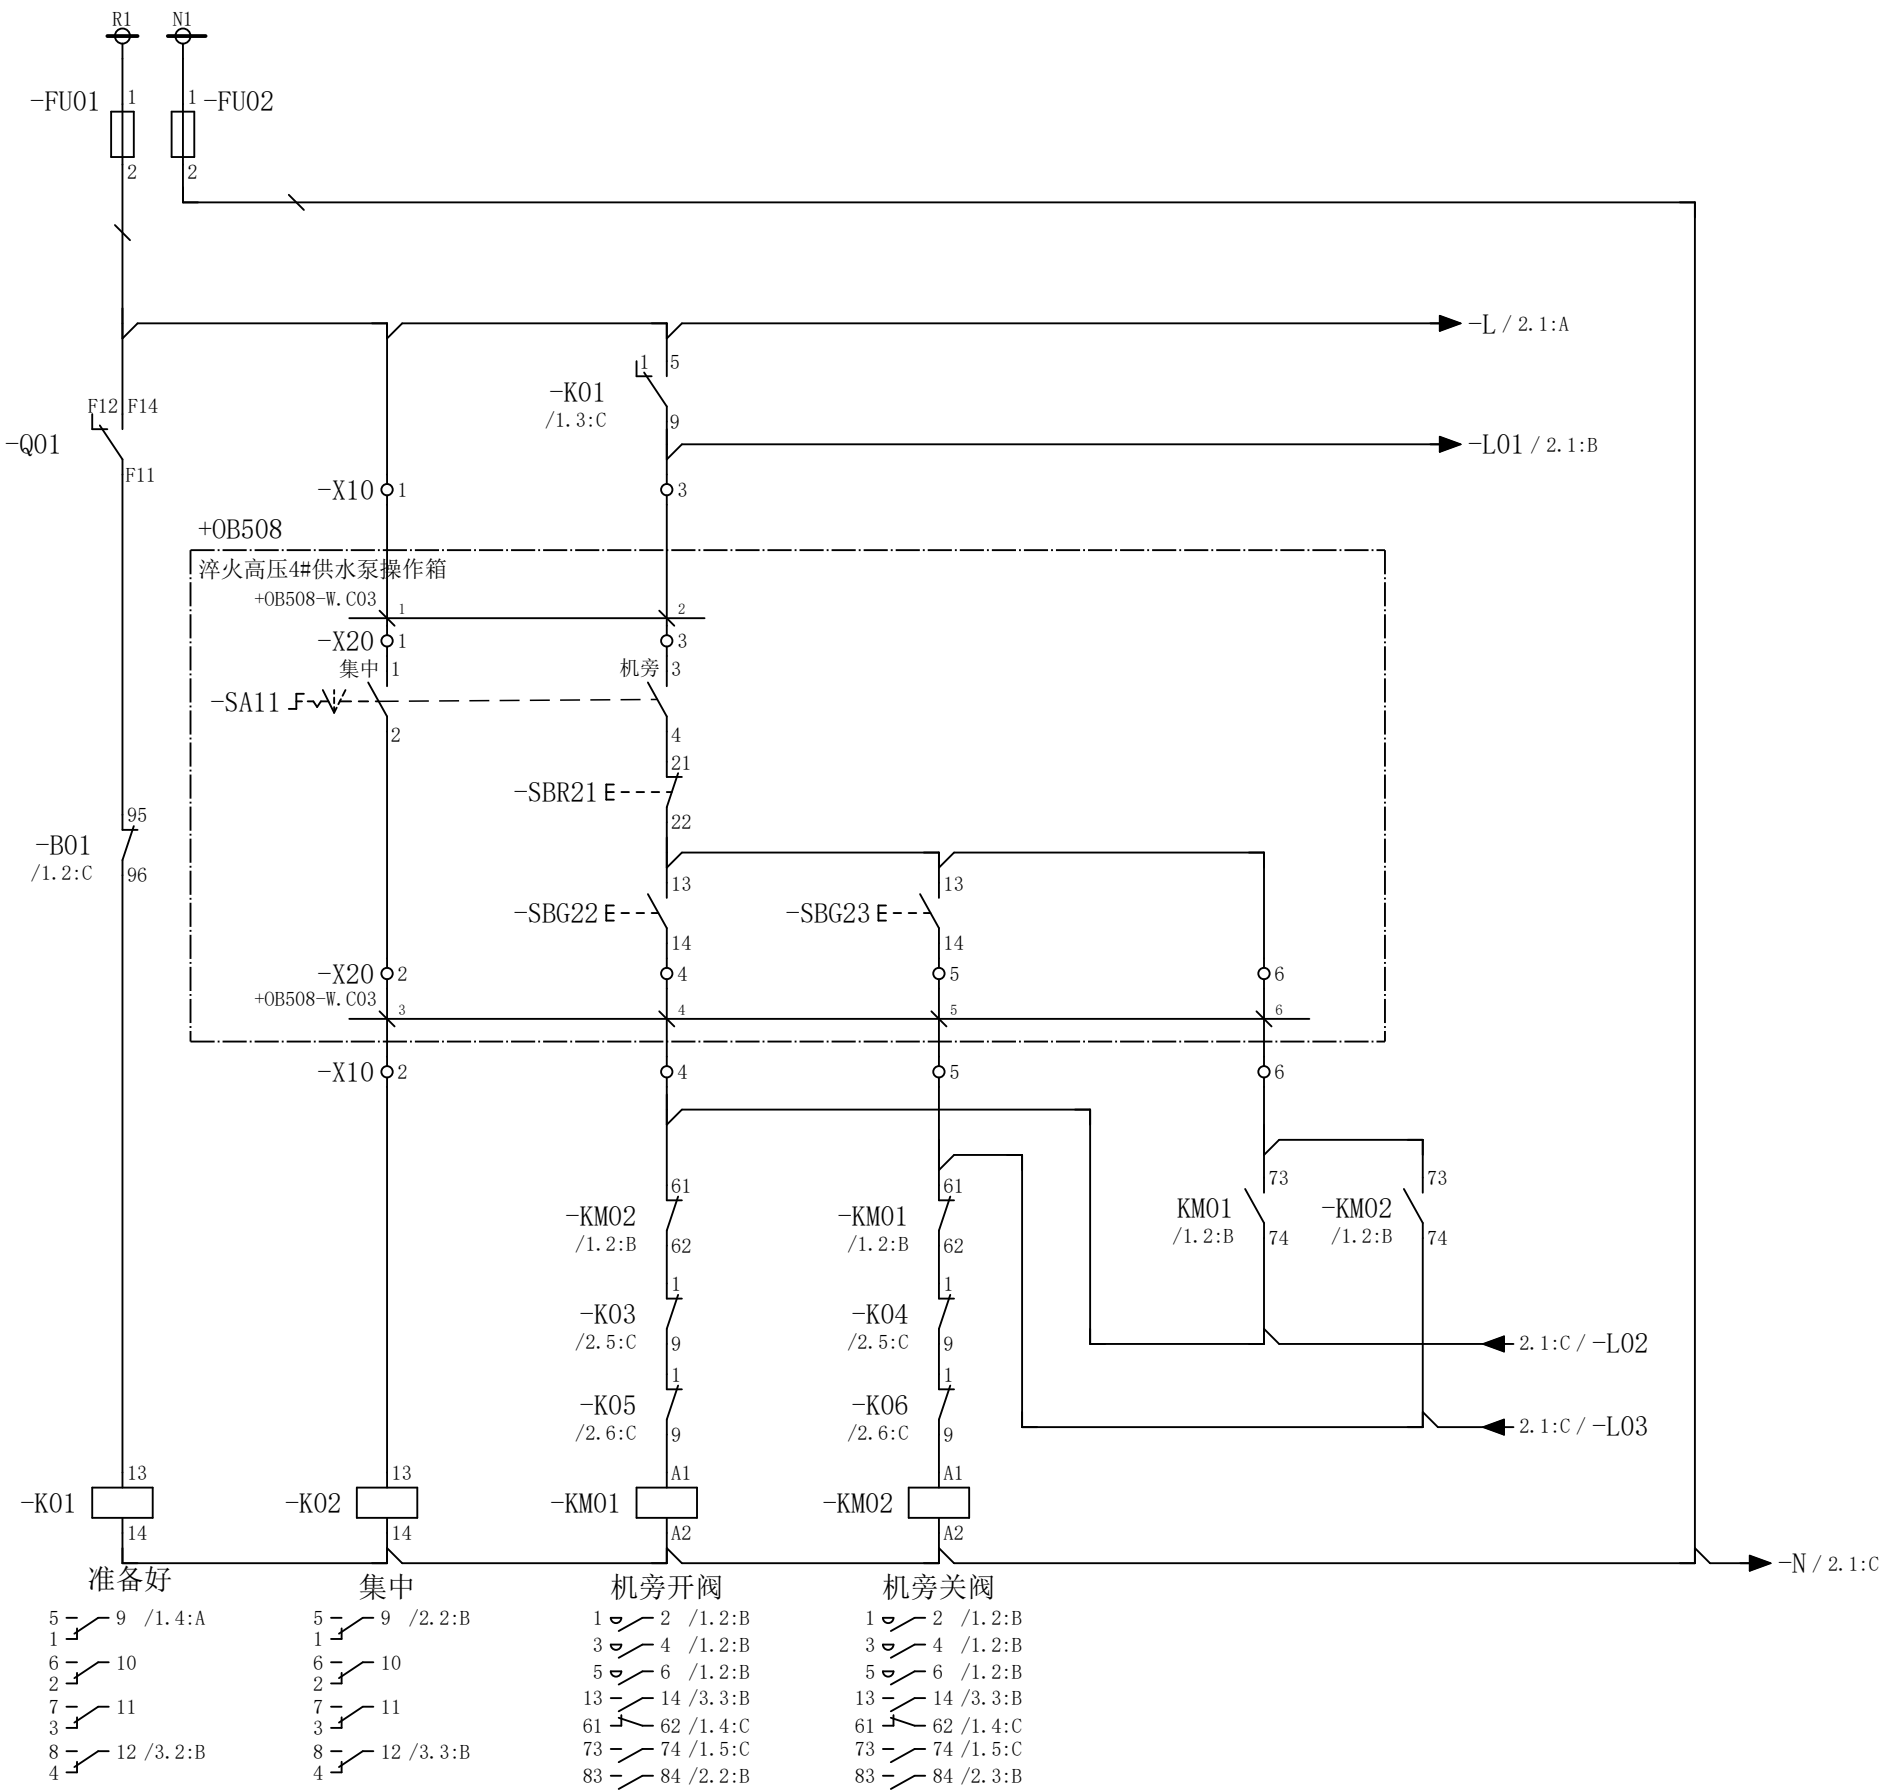 R1 N1
-FU01 1 1 -FU02
2 2
-L / 2.1:A
1 5
-K01
/1.3:C
9
F12 F14
-Q01
F11
-L01 / 2.1:B
-X10 1 3
+OB508
淬火高压4#供水泵操作箱
+OB508-W.C03 1 2
-X20 1 3
集中 1 机旁 3
-SA11
2 4
21
-SBR21
22
95
-B01
/1.2:C
96
13 13
-SBG22 -SBG23
14 14
-X20 2 4 5 6
+OB508-W.C03 3 4 5 6
-X10 2 4 5 6
61 61 73 73
-KM02 -KM01 KM01 -KM02
/1.2:B /1.2:B /1.2:B /1.2:B
62 62 74 74
1 1
-K03 -K04
/2.5:C /2.5:C
9 9
2.1:C / -L02
1 1
-K05 -K06
/2.6:C /2.6:C
9 9
2.1:C / -L03
13 13 A1 A1
-K01 -K02 -KM01 -KM02
14 14 A2 A2
-N / 2.1:C
准备好 集中 机旁开阀 机旁关阀
5 9 /1.4:A
1
6 10
2
7 11
3
8 12 /3.2:B
4
5 9 /2.2:B
1
6 10
2
7 11
3
8 12 /3.3:B
4
1 2 /1.2:B
3 4 /1.2:B
5 6 /1.2:B
13 14 /3.3:B
61 62 /1.4:C
73 74 /1.5:C
83 84 /2.2:B
1 2 /1.2:B
3 4 /1.2:B
5 6 /1.2:B
13 14 /3.3:B
61 62 /1.4:C
73 74 /1.5:C
83 84 /2.3:B